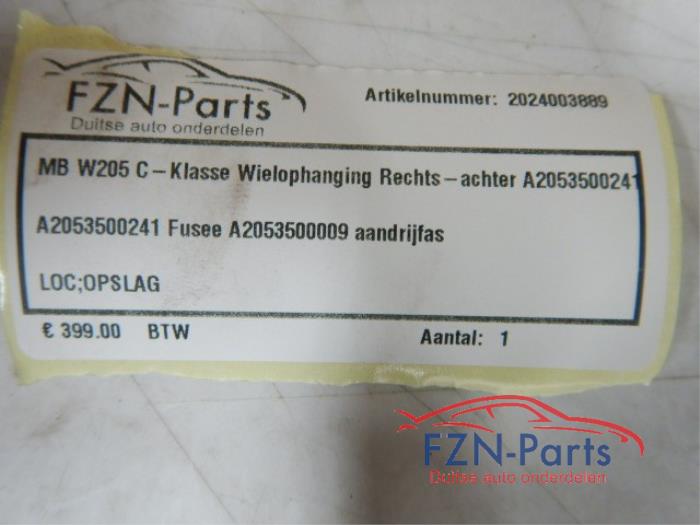 FZN-Parts
Duitse auto onderdelen
Artikelnummer: 2024003889
MB W205 C-Klasse Wielophanging Rechts-achter A2053500241
A2053500241 Fusee A2053500009 aandrijfas
LOC;OPSLAG
€ 399.00 BTW
Aantal: 1
FZN-Parts
Duitse auto onderdelen